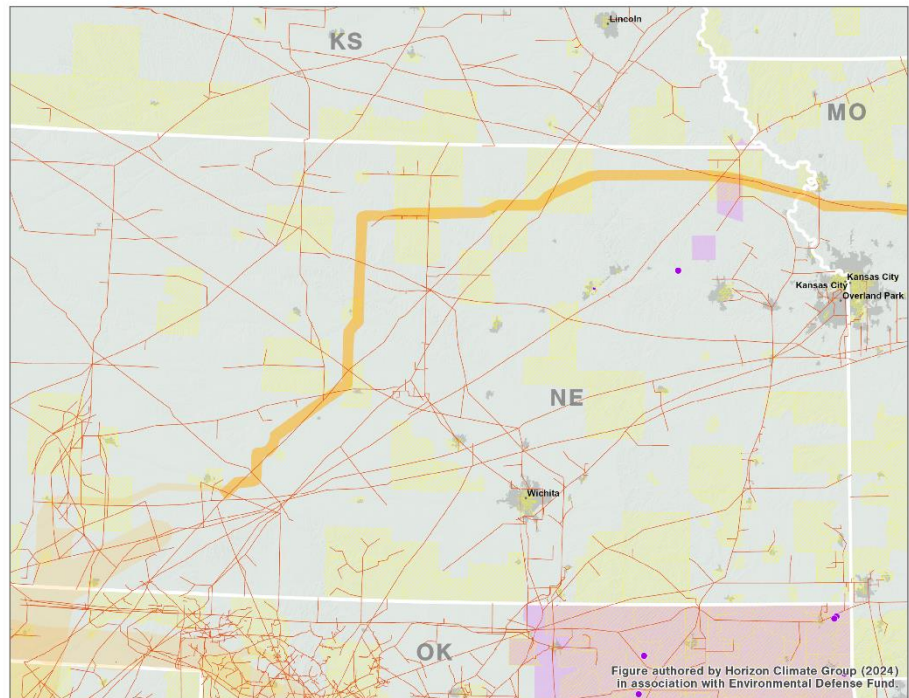 Lincoln
KS
MO
Kansas City
Kansas City
Overland Park
NE
Wichita
OK
Figure authored by Horizon Climate Group (2024)
in association with Environmental Defense Fund.